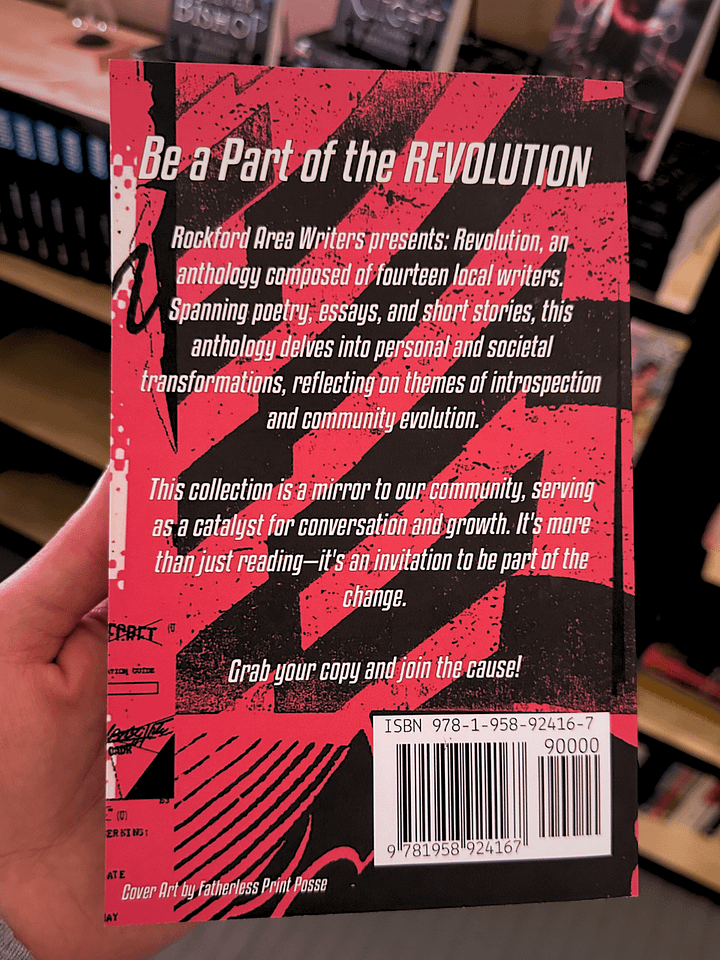 BISHOP
Be a Part of the REVOLUTION
Rockford Area Writers presents: Revolution, an
anthology composed of fourteen local writers.
Spanning poetry, essays, and short stories, this
anthology delves into personal and societal
transformations, reflecting on themes of introspection
and community evolution.
This collection is a mirror to our community, serving
as a catalyst for conversation and growth. It's more
than just reading—it's an invitation to be part of the
change.
Grab your copy and join the cause!
(U)
ISBN 978-1-958-92416-7
90000
9 781958 924167
(U)
ERNING:
ATE
Cover Art by Fatherless Print Posse
AY